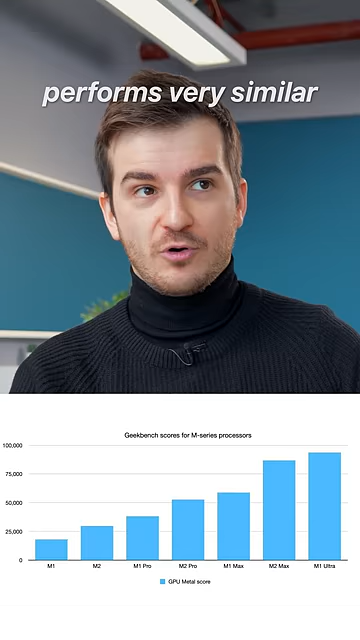 performs very similar
Geekbench scores for M-series processors
100,000
75,000
50,000
25,000
0
M1 M2 M1 Pro M2 Pro M1 Max M2 Max M1 Ultra
GPU Metal score